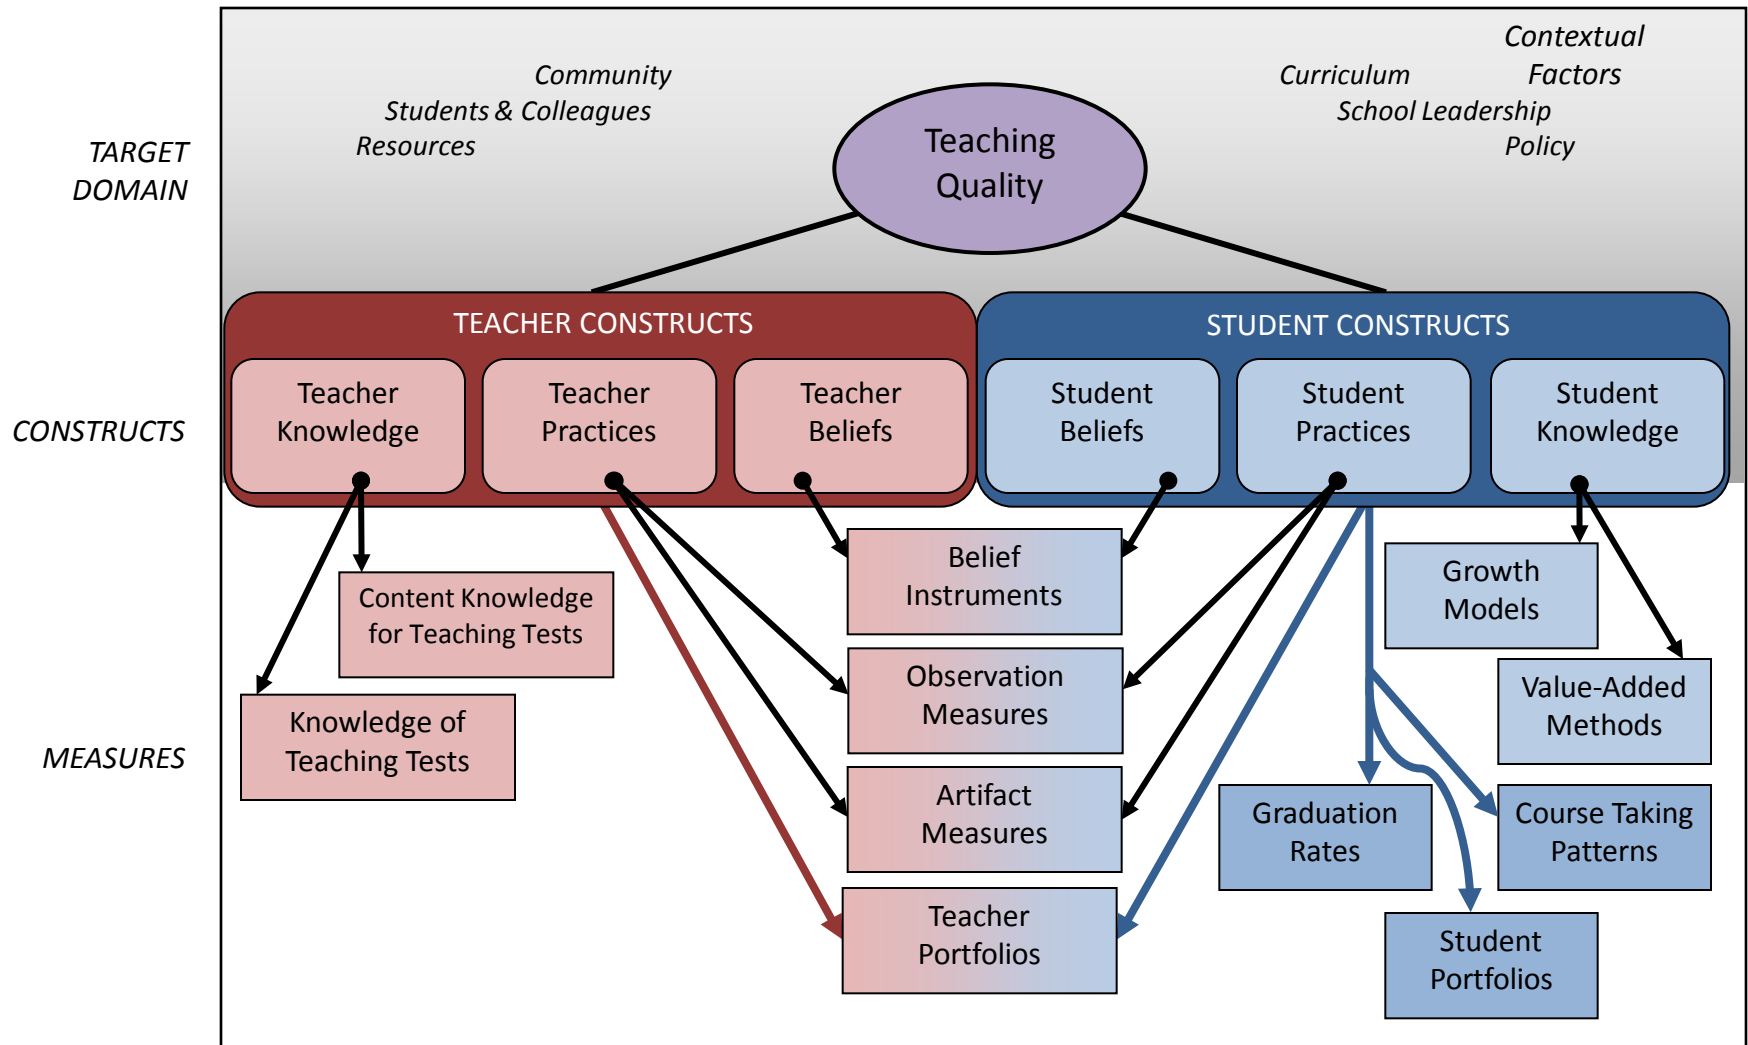 Contextual
Factors
Community
Students & Colleagues
Resources
Curriculum
School Leadership
Policy
Teaching
Quality
TARGET
DOMAIN
TEACHER CONSTRUCTS
STUDENT CONSTRUCTS
CONSTRUCTS
Teacher
Knowledge
Teacher
Practices
Teacher
Beliefs
Student
Beliefs
Student
Practices
Student
Knowledge
MEASURES
Content Knowledge
for Teaching Tests
Knowledge of
Teaching Tests
Belief
Instruments
Observation
Measures
Artifact
Measures
Teacher
Portfolios
Growth
Models
Value-Added
Methods
Graduation
Rates
Course Taking
Patterns
Student
Portfolios